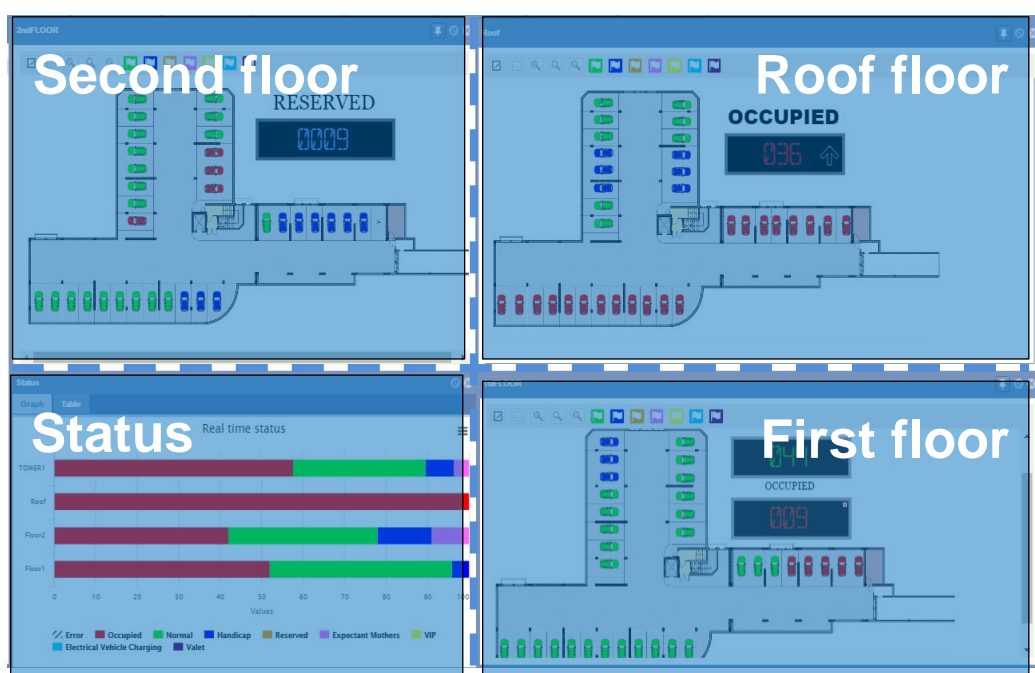 2ndFLOOR
Second floor
RESERVED
0009
Roof
Roof floor
OCCUPIED
036
Status
Graph Table
Status
Real time status
TOWER1
Roof
Floor2
Floor1
0 10 20 30 40 50 60 70 80 90 100
Values
Error Occupied Normal Handicap Reserved Expectant Mothers VIP
Electrical Vehicle Charging Valet
First floor
OCCUPIED
009